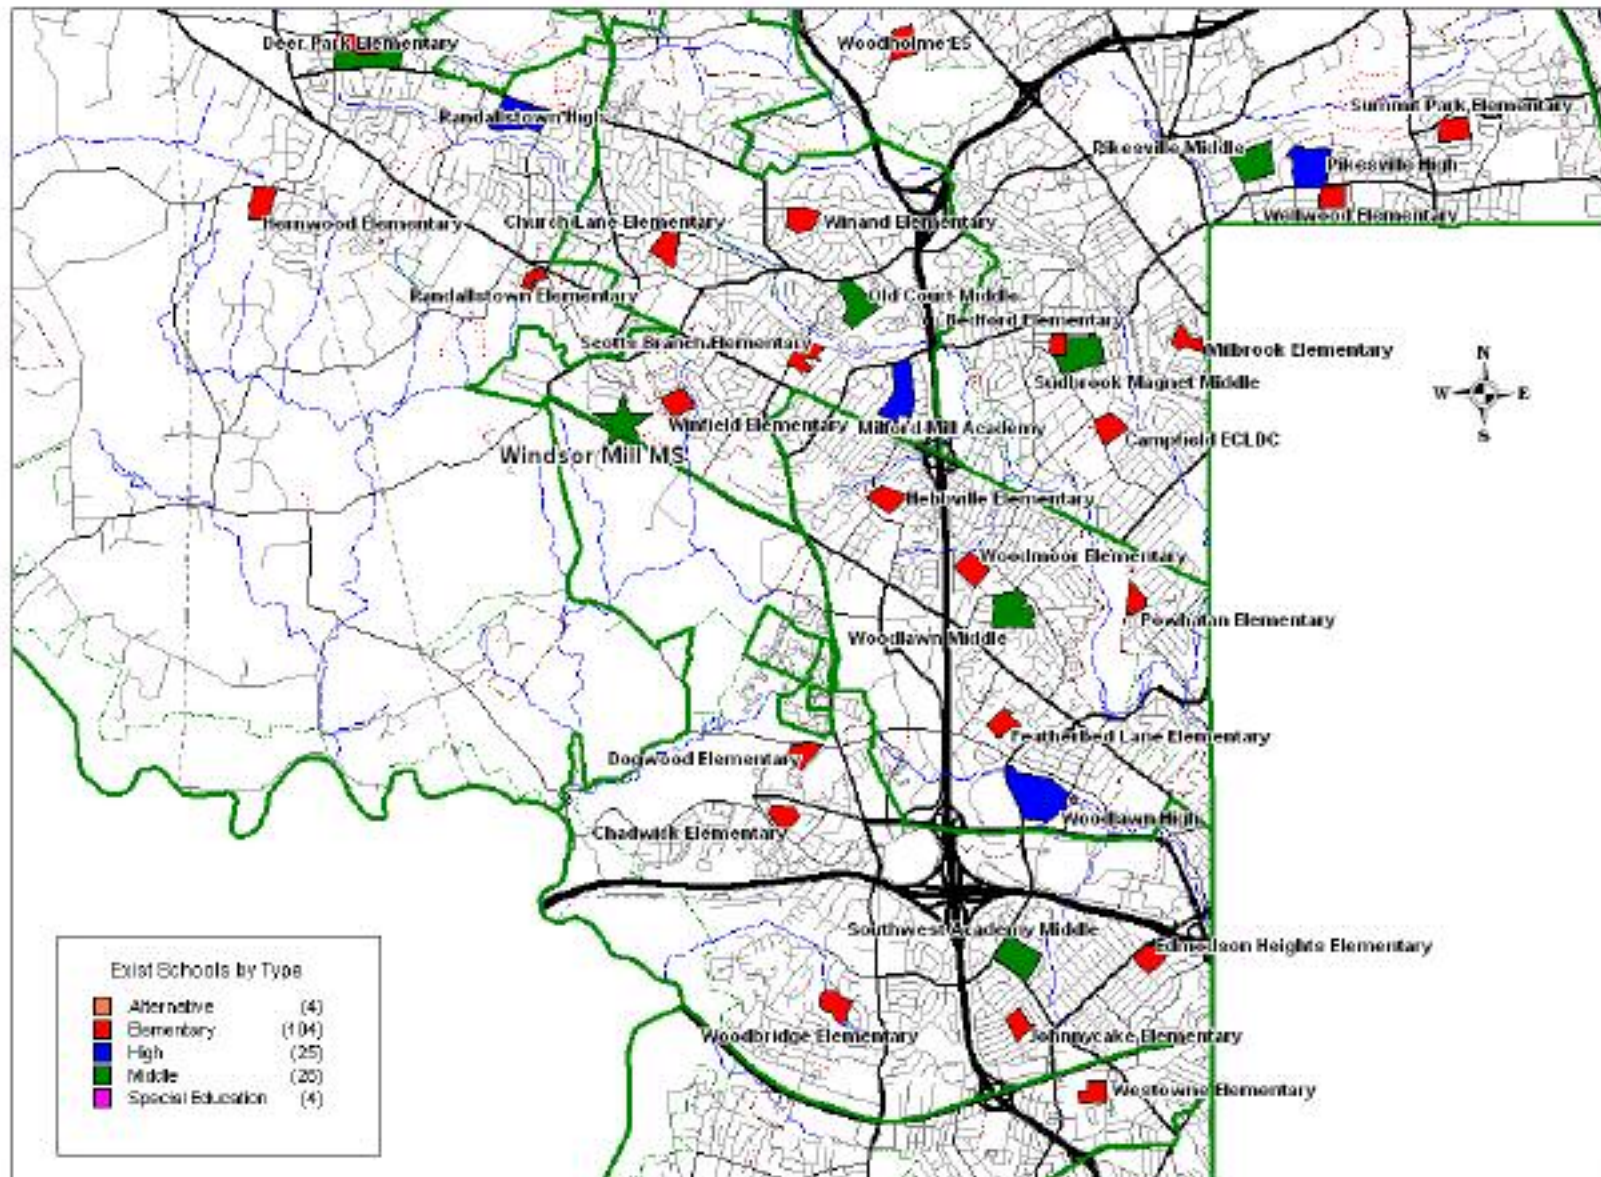 Deer Park Elementary
Woodholme ES
Summit Park Elementary
Randallstown High
Pikesville Middle
Pikesville High
Hernwood Elementary
Church Lane Elementary
Winand Elementary
Wellwood Elementary
Randallstown Elementary
Old Court Middle
Bedford Elementary
Scotts Branch Elementary
Milbrook Elementary
Sudbrook Magnet Middle
N
W E
S
Winfield Elementary
Milford Mill Academy
Campfield ECLDC
Windsor Mill MS
Hebbville Elementary
Woodmoor Elementary
Powhatan Elementary
Woodlawn Middle
Featherbed Lane Elementary
Dogwood Elementary
Woodlawn High
Chadwick Elementary
Southwest Academy Middle
Edmodson Heights Elementary
Woodbridge Elementary
Johnnycake Elementary
Westowne Elementary
Exist Schools by Type
Alternative (4)
Elementary (104)
High (25)
Middle
Special Education (4)